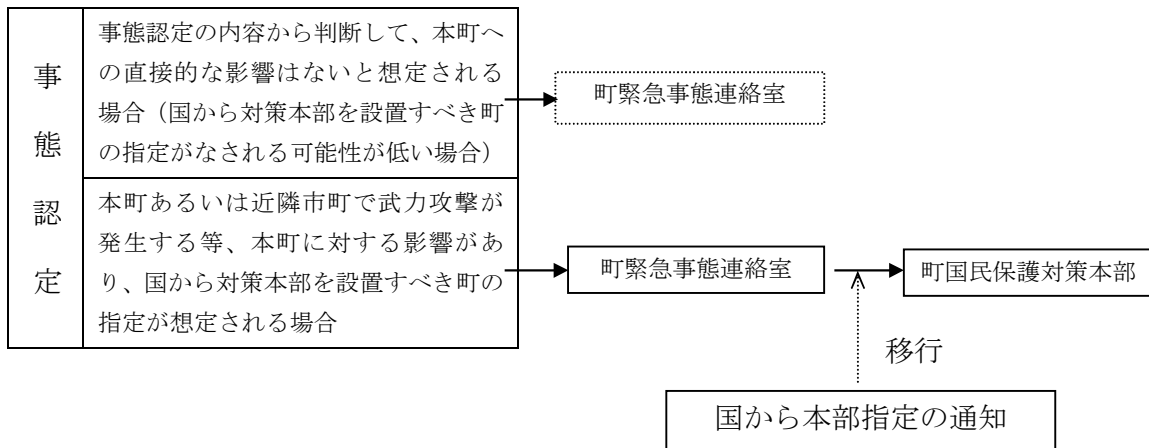 事態認定
事態認定の内容から判断して、本町へ
の直接的な影響はないと想定される
場合（国から対策本部を設置すべき町
の指定がなされる可能性が低い場合）
町緊急事態連絡室
本町あるいは近隣市町で武力攻撃が
発生する等、本町に対する影響があ
り、国から対策本部を設置すべき町の
指定が想定される場合
町緊急事態連絡室
町国民保護対策本部
移行
国から本部指定の通知